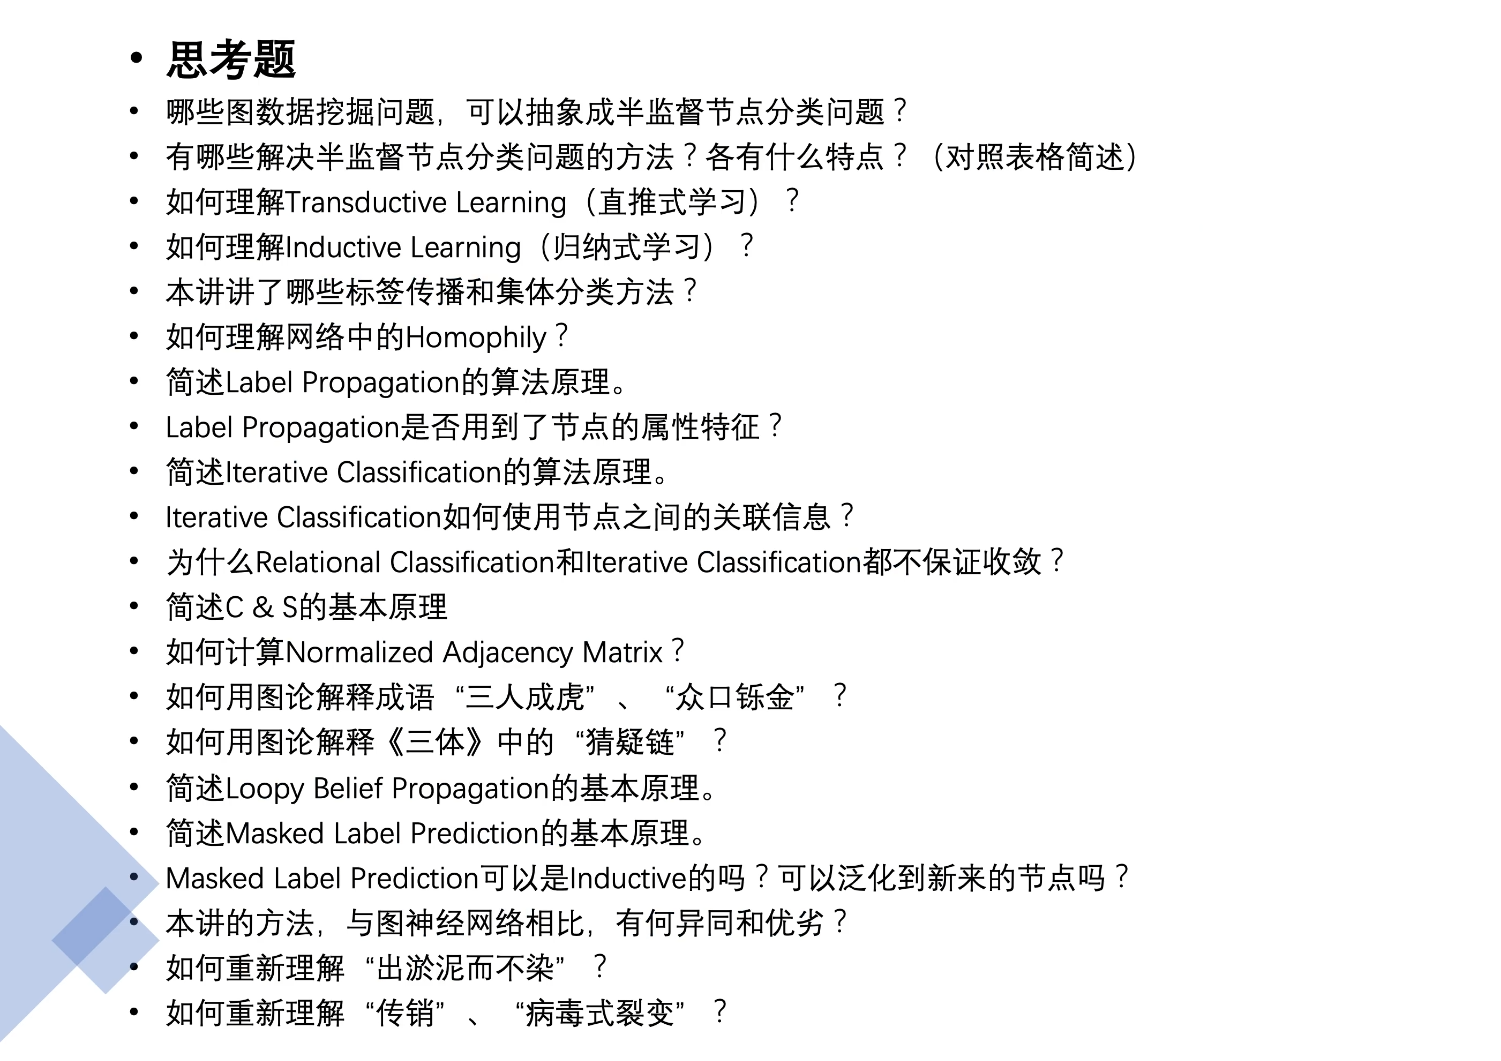 • 思考题
• 哪些图数据挖掘问题，可以抽象成半监督节点分类问题？
• 有哪些解决半监督节点分类问题的方法？各有什么特点？（对照表格简述）
• 如何理解Transductive Learning（直推式学习）？
• 如何理解Inductive Learning（归纳式学习）？
• 本讲讲了哪些标签传播和集体分类方法？
• 如何理解网络中的Homophily？
• 简述Label Propagation的算法原理。
• Label Propagation是否用到了节点的属性特征？
• 简述Iterative Classification的算法原理。
• Iterative Classification如何使用节点之间的关联信息？
• 为什么Relational Classification和Iterative Classification都不保证收敛？
• 简述C & S的基本原理
• 如何计算Normalized Adjacency Matrix？
• 如何用图论解释成语“三人成虎”、“众口铄金”？
• 如何用图论解释《三体》中的“猜疑链”？
• 简述Loopy Belief Propagation的基本原理。
• 简述Masked Label Prediction的基本原理。
• Masked Label Prediction可以是Inductive的吗？可以泛化到新来的节点吗？
• 本讲的方法，与图神经网络相比，有何异同和优劣？
• 如何重新理解“出淤泥而不染”？
• 如何重新理解“传销”、“病毒式裂变”？